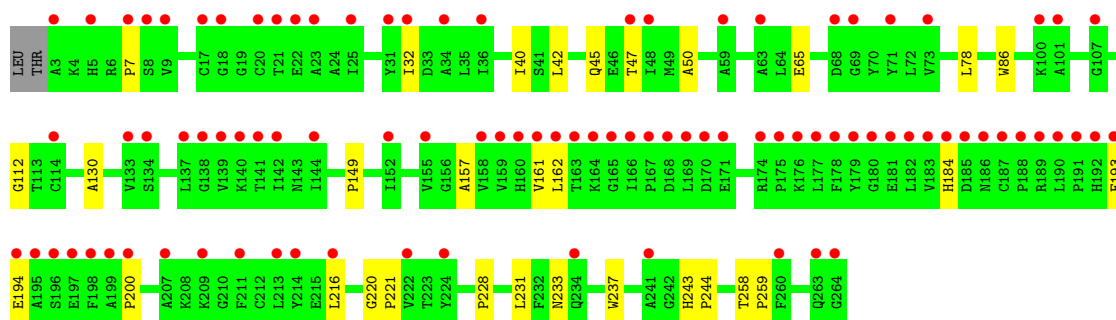 LEU THR A3 K4 H5 R6 P7 S8 V9 C17 G18 G19 C20 T21 E22 A23 A24 I25 Y31 I32 D33 A34 L35 I36 I40 S41 L42 Q45 E46 T47 I48 M49 A50 A59 A63 L64 E65 D68 G69 Y70 Y71 L72 V73 L78 W86 K100 A101 G107
G112 T113 C114 A130 V133 S134 L137 G138 V139 K140 T141 I142 N143 I144 P149 I152 V155 G156 A157 V158 V159 H160 V161 L162 T163 K164 G165 I166 P167 D168 L169 D170 E171 R174 P175 K176 L177 F178 Y179 G180 E181 L182 V183 H184 D185 N186 C187 P188 R189 L190 P191 H192 F193
E194 A195 S196 E197 F198 A199 P200 A207 K208 K209 G210 F211 C212 L213 Y214 E215 L216 G220 P221 V222 T223 Y224 P228 L231 F232 N233 Q234 W237 A241 G242 H243 P244 T258 P259 F260 Q263 G264